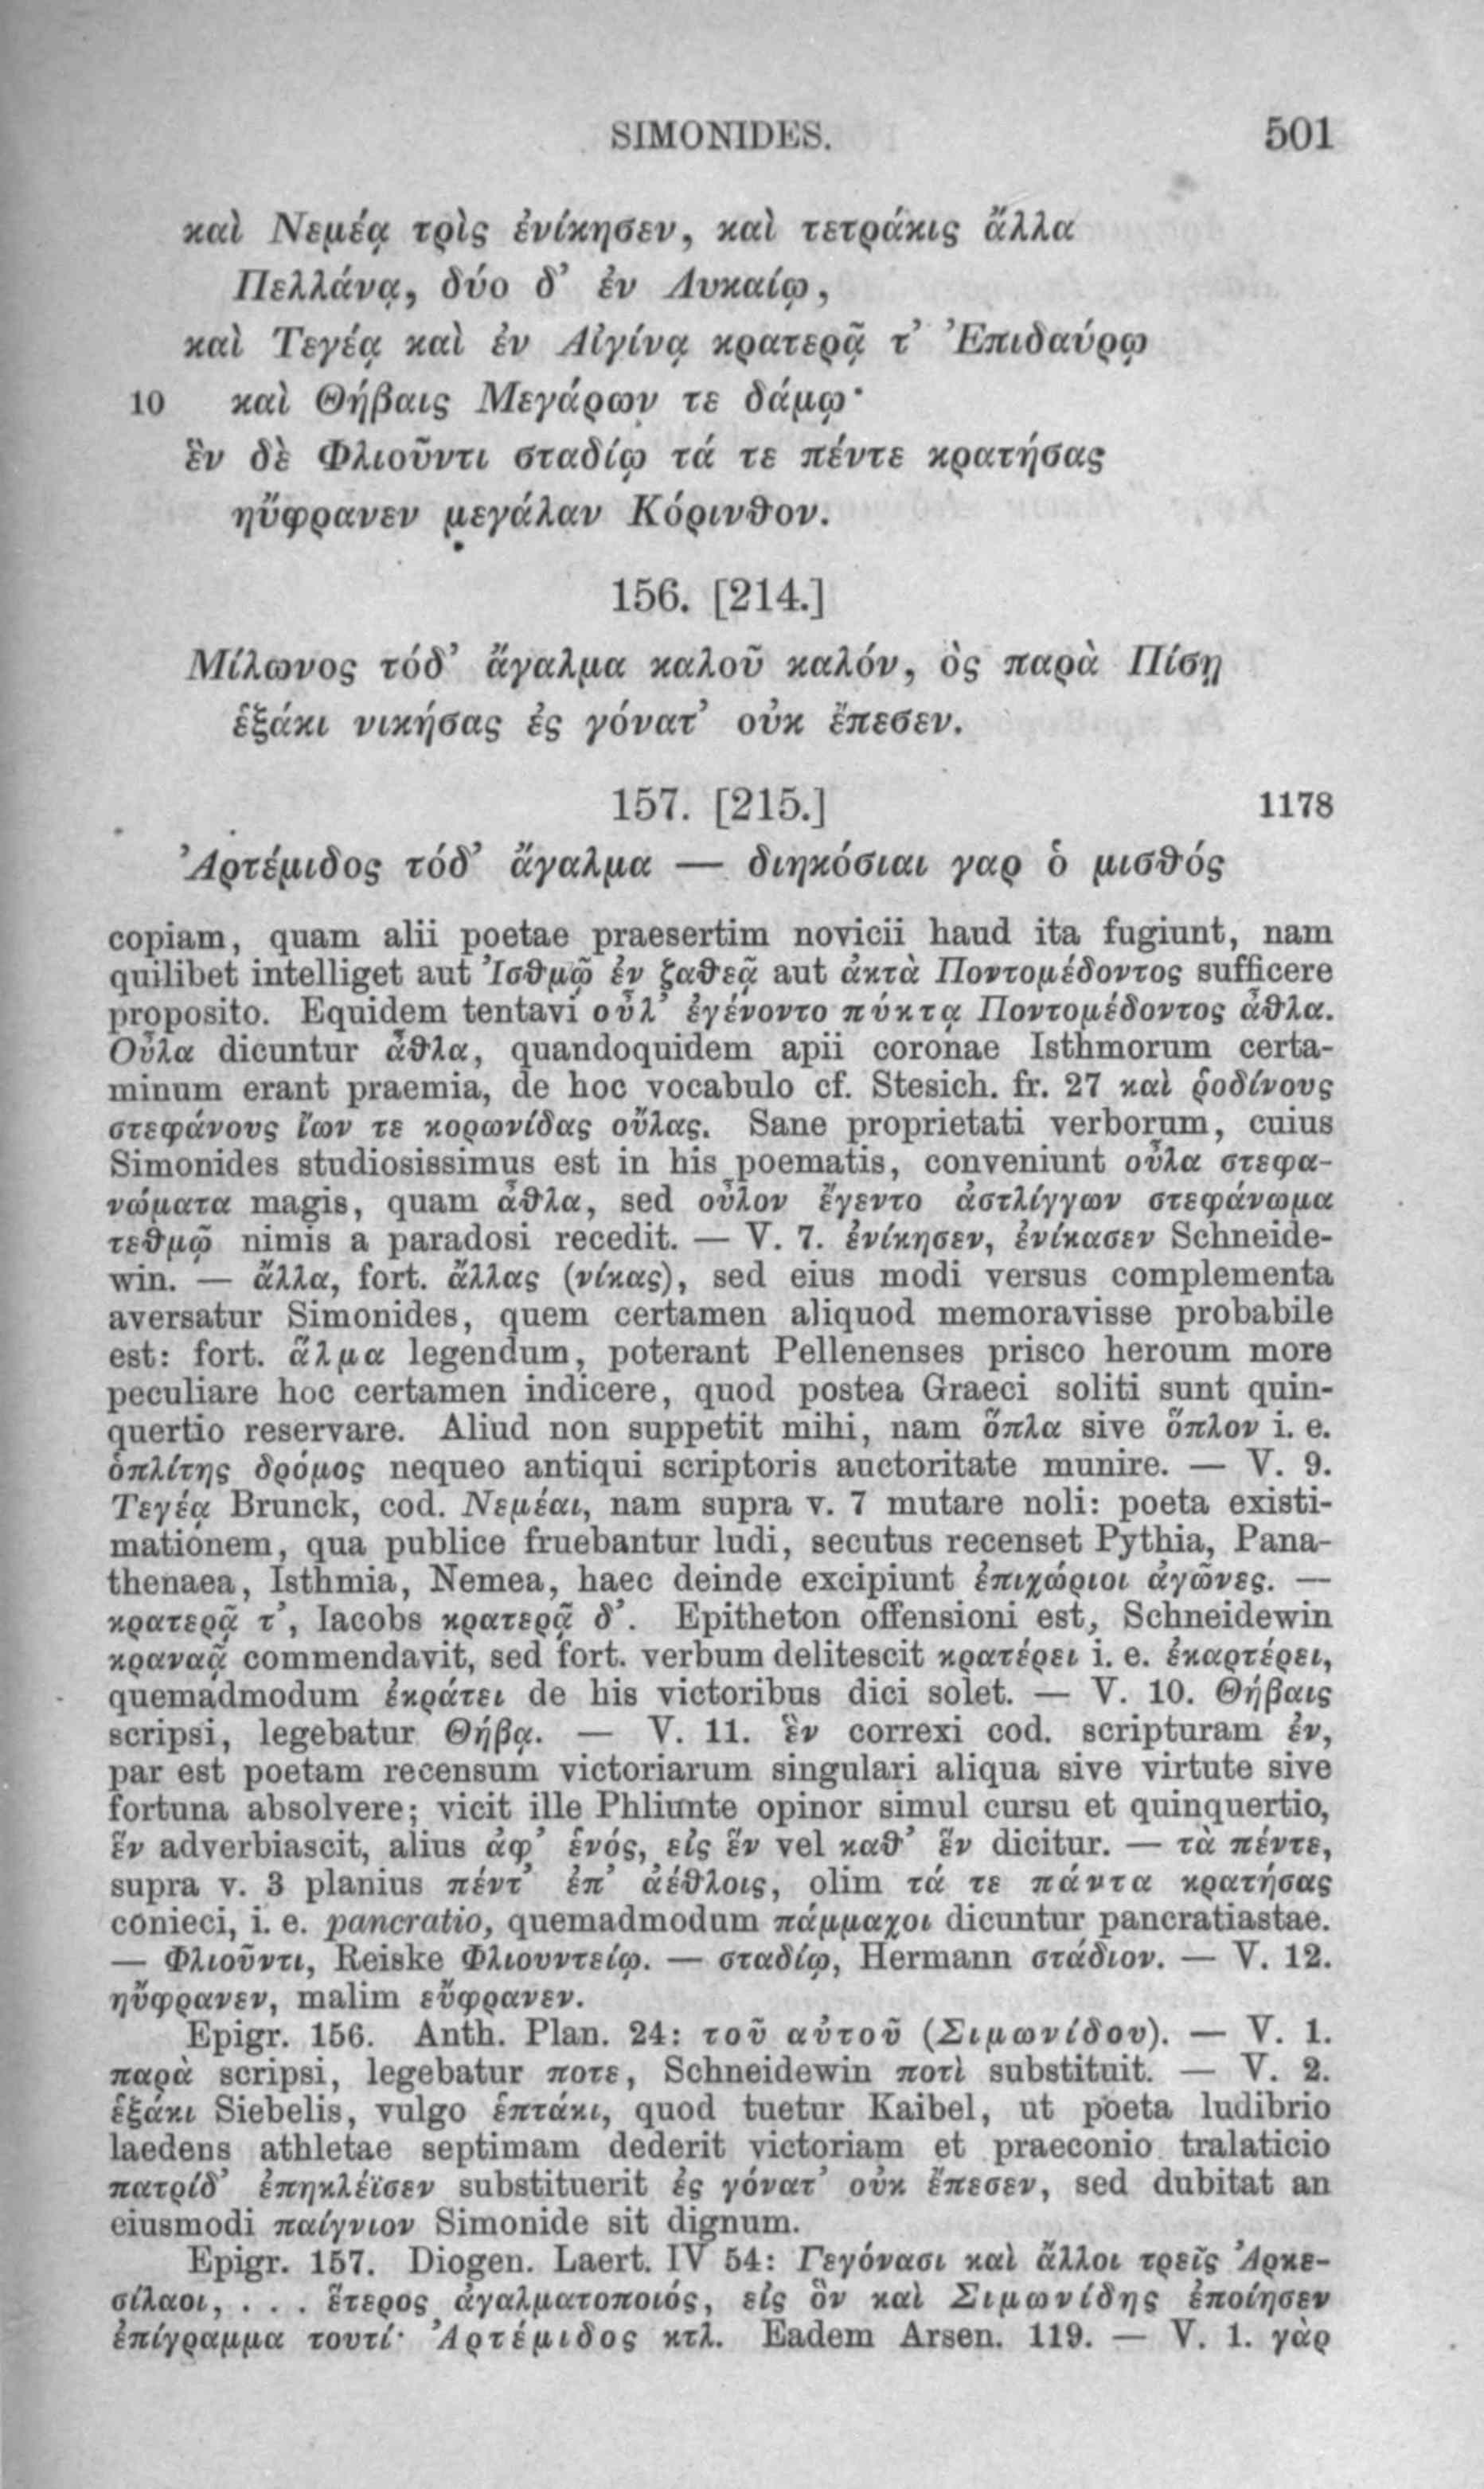 SIMONIDES. 501
καὶ Νεμέᾳ τρὶς ἐνίκησεν, καὶ τετράκις ἄλλα
Πελλάνᾳ, δύο δ’ ἐν Λυκαίῳ,
καὶ Τεγέᾳ καὶ ἐν Αἰγίνᾳ κρατερᾷ τ’ Ἐπιδαύρῳ
10 καὶ Θήβαις Μεγάρων τε δάμῳ·
ἓν δὲ Φλιοῦντι σταδίῳ τά τε πέντε κρατήσας
ηὔφρανεν μεγάλαν Κόρινθον.
156. [214.]
Μίλωνος τόδ’ ἄγαλμα καλοῦ καλόν, ὃς παρὰ Πίσῃ
ἑξάκι νικήσας ἐς γόνατ’ οὐκ ἔπεσεν.
157. [215.] 1178
Ἀρτέμιδος τόδ’ ἄγαλμα — διηκόσιαι γαρ ὁ μισθός
copiam, quam alii poetae praesertim novicii haud ita fugiunt, nam
quilibet intelliget aut Ἰσθμῷ ἐν ζαθεᾷ aut ἀκτὰ Ποντομέδοντος sufficere
proposito. Equidem tentavi οὖλ’ ἐγένοντο πύκτᾳ Ποντομέδοντος ἆθλα.
Οὖλα dicuntur ἆθλα, quandoquidem apii coronae Isthmorum certa-
minum erant praemia, de hoc vocabulo cf. Stesich. fr. 27 καὶ ῥοδίνους
στεφάνους ἴων τε κορωνίδας οὔλας. Sane proprietati verborum, cuius
Simonides studiosissimus est in his poematis, conveniunt οὖλα στεφα-
νώματα magis, quam ἆθλα, sed οὖλον ἔγεντο ἀστλίγγων στεφάνωμα
τεθμῷ nimis a paradosi recedit. — V. 7. ἐνίκησεν, ἐνίκασεν Schneide-
win. — ἄλλα, fort. ἄλλας (νίκας), sed eius modi versus complementa
aversatur Simonides, quem certamen aliquod memoravisse probabile
est: fort. ἅλμα legendum, poterant Pellenenses prisco heroum more
peculiare hoc certamen indicere, quod postea Graeci soliti sunt quin-
quertio reservare. Aliud non suppetit mihi, nam ὅπλα sive ὅπλον i. e.
ὁπλίτης δρόμος nequeo antiqui scriptoris auctoritate munire. — V. 9.
Τεγέᾳ Brunck, cod. Νεμέαι, nam supra v. 7 mutare noli: poeta existi-
mationem, qua publice fruebantur ludi, secutus recenset Pythia, Pana-
thenaea, Isthmia, Nemea, haec deinde excipiunt ἐπιχώριοι ἀγῶνες. —
κρατερᾷ τ’, Iacobs κρατερᾷ δ’. Epitheton offensioni est, Schneidewin
κραναᾷ commendavit, sed fort. verbum delitescit κρατέρει i. e. ἐκαρτέρει,
quemadmodum ἐκράτει de his victoribus dici solet. — V. 10. Θήβαις
scripsi, legebatur Θήβᾳ. — V. 11. ἓν correxi cod. scripturam ἐν,
par est poetam recensum victoriarum singulari aliqua sive virtute sive
fortuna absolvere; vicit ille Phliunte opinor simul cursu et quinquertio,
ἕν adverbiascit, alius ἀφ’ ἑνός, εἰς ἕν vel καθ’ ἕν dicitur. — τὰ πέντε,
supra v. 3 planius πέντ’ ἐπ’ ἀέθλοις, olim τά τε πάντα κρατήσας
conieci, i. e. pancratio, quemadmodum πάμμαχοι dicuntur pancratiastae.
— Φλιοῦντι, Reiske Φλιουντείῳ. — σταδίῳ, Hermann στάδιον. — V. 12.
ηὔφρανεν, malim εὔφρανεν.
Epigr. 156. Anth. Plan. 24: τοῦ αὐτοῦ (Σιμωνίδου). — V. 1.
παρὰ scripsi, legebatur ποτε, Schneidewin ποτὶ substituit. — V. 2.
ἑξάκι Siebelis, vulgo ἑπτάκι, quod tuetur Kaibel, ut poeta ludibrio
laedens athletae septimam dederit victoriam et praeconio tralaticio
πατρίδ’ ἐπηκλέϊσεν substituerit ἐς γόνατ’ οὐκ ἔπεσεν, sed dubitat an
eiusmodi παίγνιον Simonide sit dignum.
Epigr. 157. Diogen. Laert. IV 54: Γεγόνασι καὶ ἄλλοι τρεῖς Ἀρκε-
σίλαοι, . . . ἕτερος ἀγαλματοποιός, εἰς ὃν καὶ Σιμωνίδης ἐποίησεν
ἐπίγραμμα τουτί· Ἀρτέμιδος κτλ. Eadem Arsen. 119. — V. 1. γὰρ